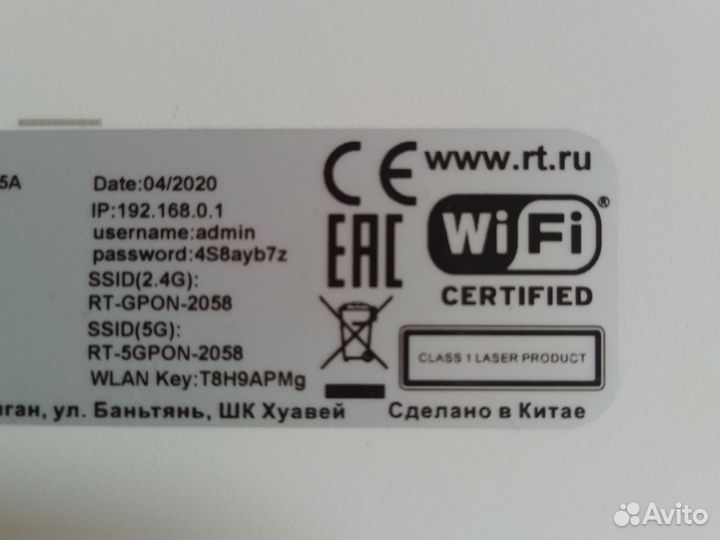 5A
Date:04/2020
IP:192.168.0.1
username:admin
password:4S8ayb7z
SSID(2.4G):
RT-GPON-2058
SSID(5G):
RT-5GPON-2058
WLAN Key:T8H9APMg
ул. Баньтянь, ШК Хуавей
Сделано в Китае
CE
EAC
www.rt.ru
WiFi®
CERTIFIED
CLASS 1 LASER PRODUCT
Avito